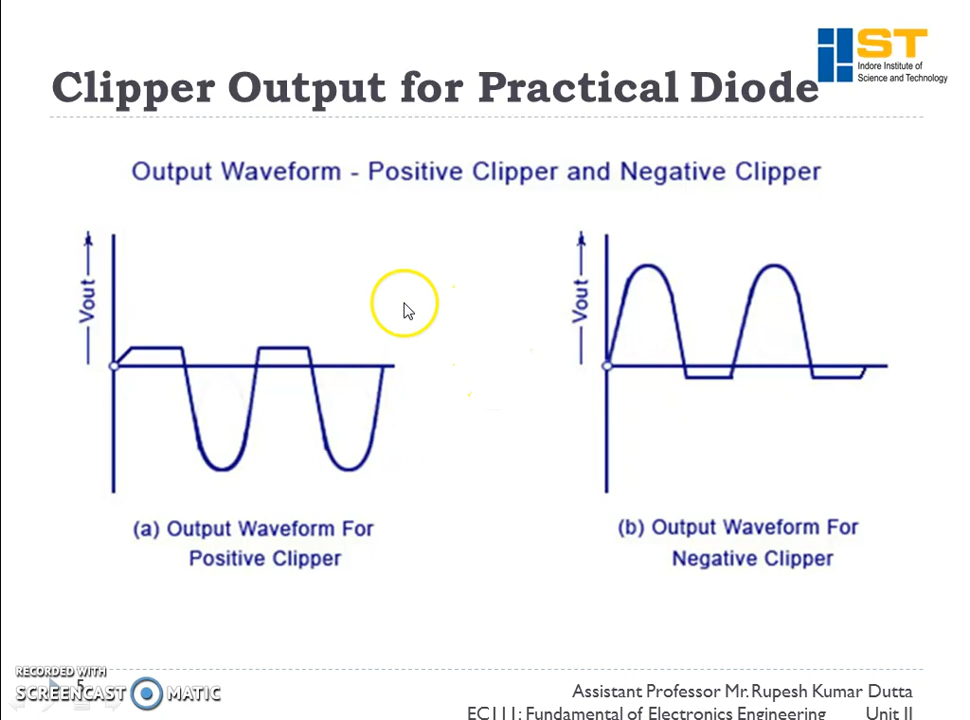 IIST
Indore Institute of
Science and Technology
Clipper Output for Practical Diode
Output Waveform - Positive Clipper and Negative Clipper
Vout
Vout
(a) Output Waveform For
Positive Clipper
(b) Output Waveform For
Negative Clipper
RECORDED WITH
SCREENCAST MATIC
5
Assistant Professor Mr. Rupesh Kumar Dutta
EC111: Fundamental of Electronics Engineering Unit II